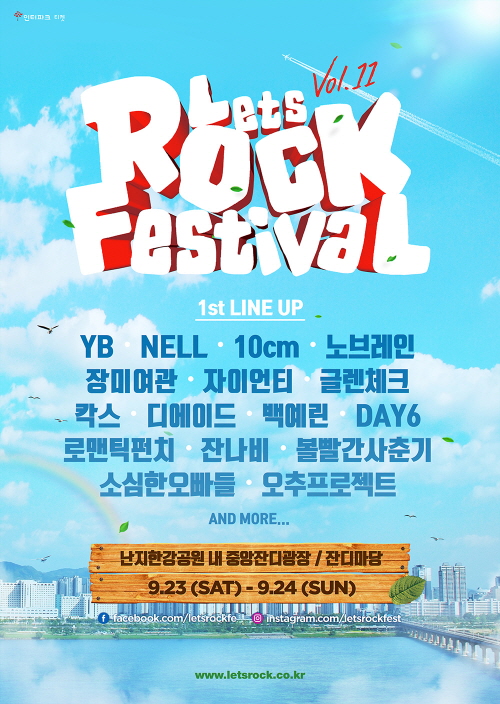 인터파크 티켓
Vol.11
Lets
ROCK
Festival
1st LINE UP
YB · NELL · 10cm · 노브레인
장미여관 · 자이언티 · 글렌체크
칵스 · 디에이드 · 백예린 · DAY6
로맨틱펀치 · 잔나비 · 볼빨간사춘기
소심한오빠들 · 오추프로젝트
AND MORE...
난지한강공원 내 중앙잔디광장 / 잔디마당
9.23 (SAT) - 9.24 (SUN)
facebook.com/letsrockfe instagram.com/letsrockfest
www.letsrock.co.kr